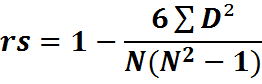 rs = 1 − 6 ∑ D² / N(N² − 1)